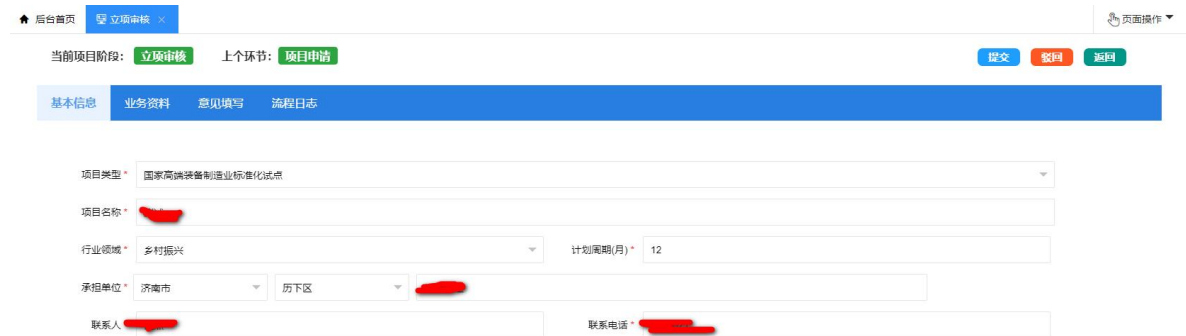 后台首页 立项审核 × 页面操作
当前项目阶段： 立项审核 上个环节： 项目申请 提交 驳回 返回
基本信息 业务资料 意见填写 流程日志
项目类型* 国家高端装备制造业标准化试点
项目名称*
行业领域* 乡村振兴 计划周期(月)* 12
承担单位* 济南市 历下区
联系人 联系电话*